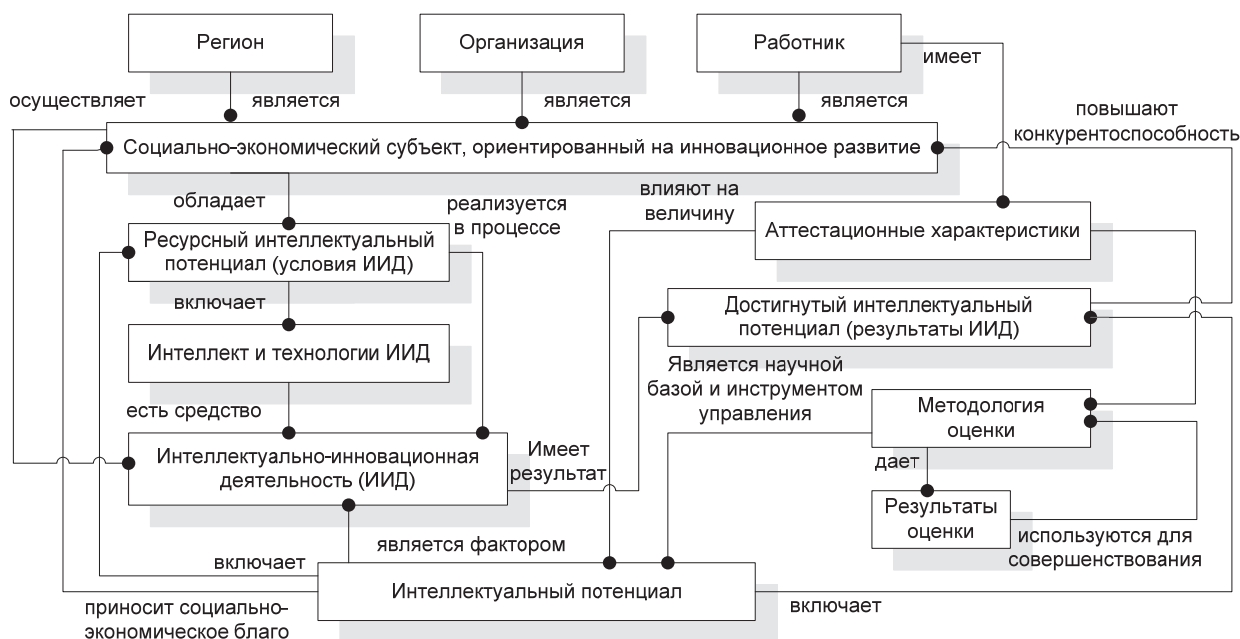 Регион
Организация
Работник
имеет
осуществляет
является
является
является
повышают
конкурентоспособность
Социально-экономический субъект, ориентированный на инновационное развитие
обладает
реализуется
в процессе
влияют на
величину
Ресурсный интеллектуальный
потенциал (условия ИИД)
Аттестационные характеристики
включает
Достигнутый интеллектуальный
потенциал (результаты ИИД)
Интеллект и технологии ИИД
Является научной
базой и инструментом
управления
есть средство
Методология
оценки
Интеллектуально-инновационная
деятельность (ИИД)
Имеет
результат
дает
Результаты
оценки
является фактором
используются для
совершенствования
включает
Интеллектуальный потенциал
приносит социально-
экономическое благо
включает